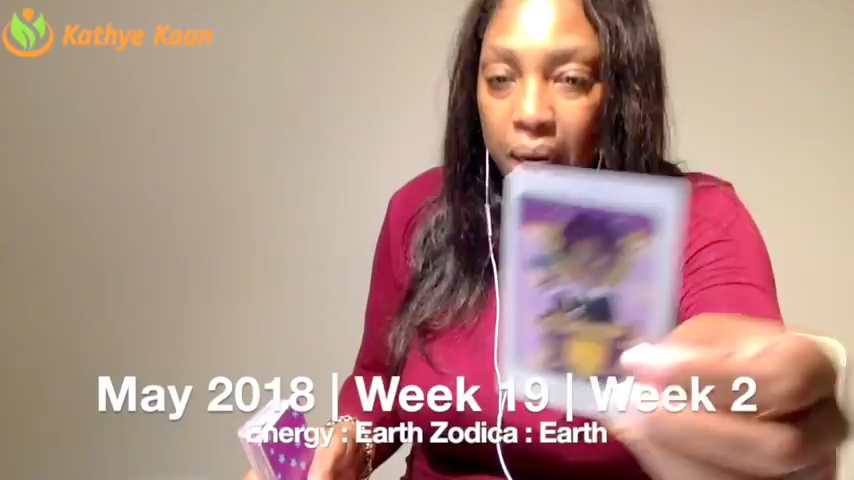 Kathye Kaan
May 2018 | Week 19 | Week 2
Energy : Earth Zodica : Earth